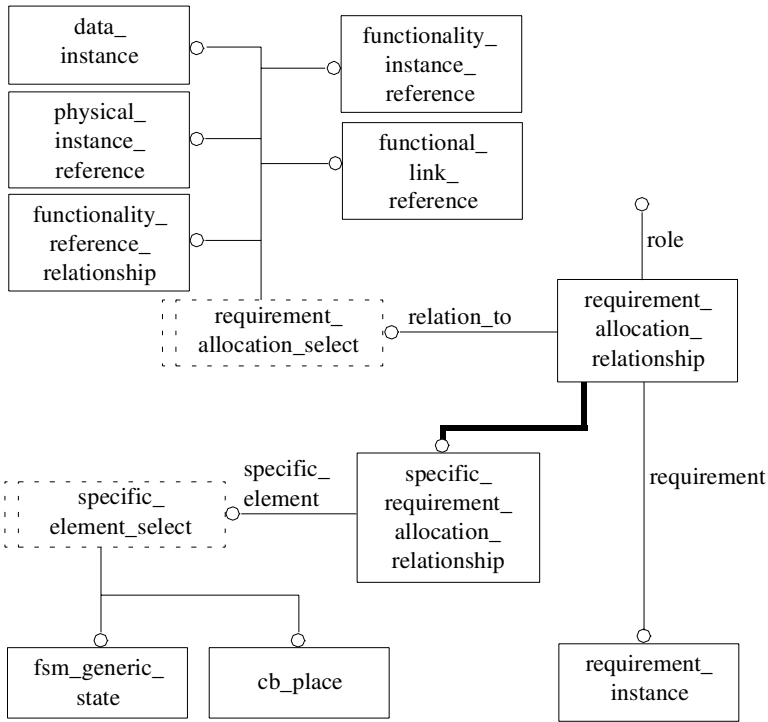 data_
instance
functionality_
instance_
reference
physical_
instance_
reference
functional_
link_
reference
functionality_
reference_
relationship
role
requirement_
allocation_select
relation_to
requirement_
allocation_
relationship
specific_
element_select
specific_
element
specific_
requirement_
allocation_
relationship
requirement
fsm_generic_
state
cb_place
requirement_
instance